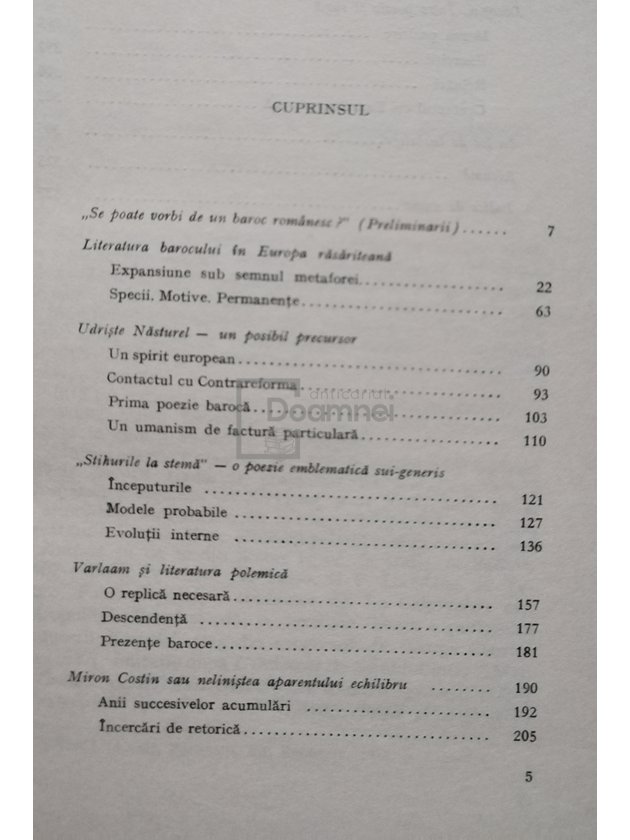 CUPRINSUL
„Se poate vorbi de un baroc românesc?" (Preliminarii)...... 7
Literatura barocului în Europa răsăriteană
Expansiune sub semnul metaforei.................. 22
Specii. Motive. Permanențe......................... 63
Udriște Năsturel — un posibil precursor
Un spirit european................................. 90
Contactul cu Contrareforma........................ 93
Prima poezie barocă............................... 103
Un umanism de factură particulară................. 110
„Stihurile la stemă" — o poezie emblematică sui-generis
Începuturile ..................................... 121
Modele probabile ................................. 127
Evoluții interne ................................. 136
Varlaam și literatura polemică
O replică necesară................................ 157
Descendență ...................................... 177
Prezențe baroce................................... 181
Miron Costin sau neliniștea aparentului echilibru ........ 190
Anii succesivelor acumulări ...................... 192
Încercări de retorică............................. 205
5
anticariat
Doamnei